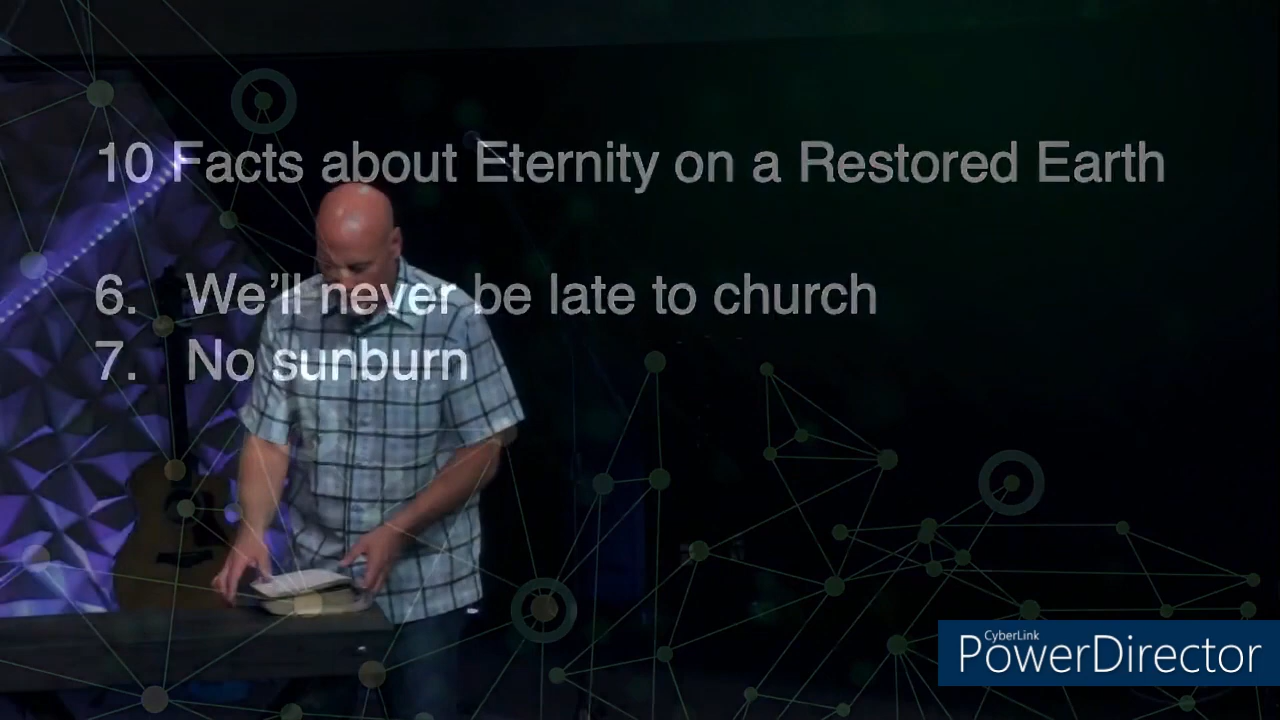 10 Facts about Eternity on a Restored Earth
6. We’ll never be late to church
7. No sunburn
CyberLink
PowerDirector